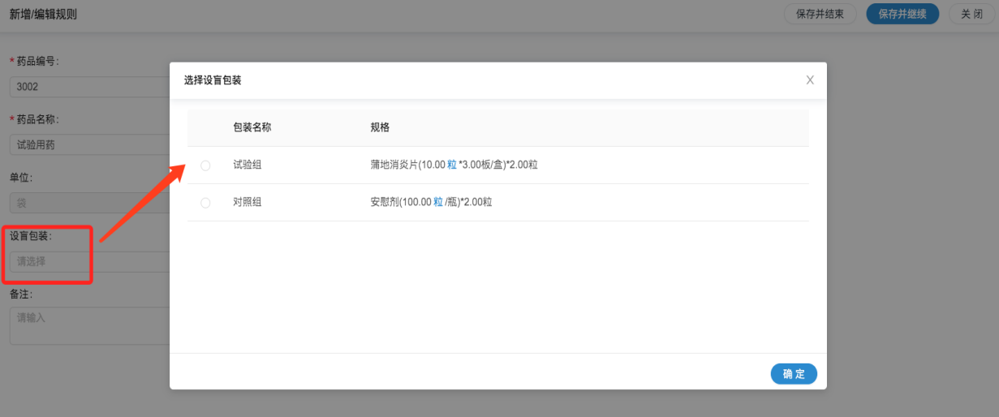 新增/编辑规则 保存并结束 保存并继续 关 闭
* 药品编号:
3002
* 药品名称:
试验用药
单位:
袋
设盲包装:
请选择
备注:
请输入
选择设盲包装 X
包装名称 规格
试验组 蒲地消炎片(10.00 粒 *3.00板/盒)*2.00粒
对照组 安慰剂(100.00 粒 /瓶)*2.00粒
确 定